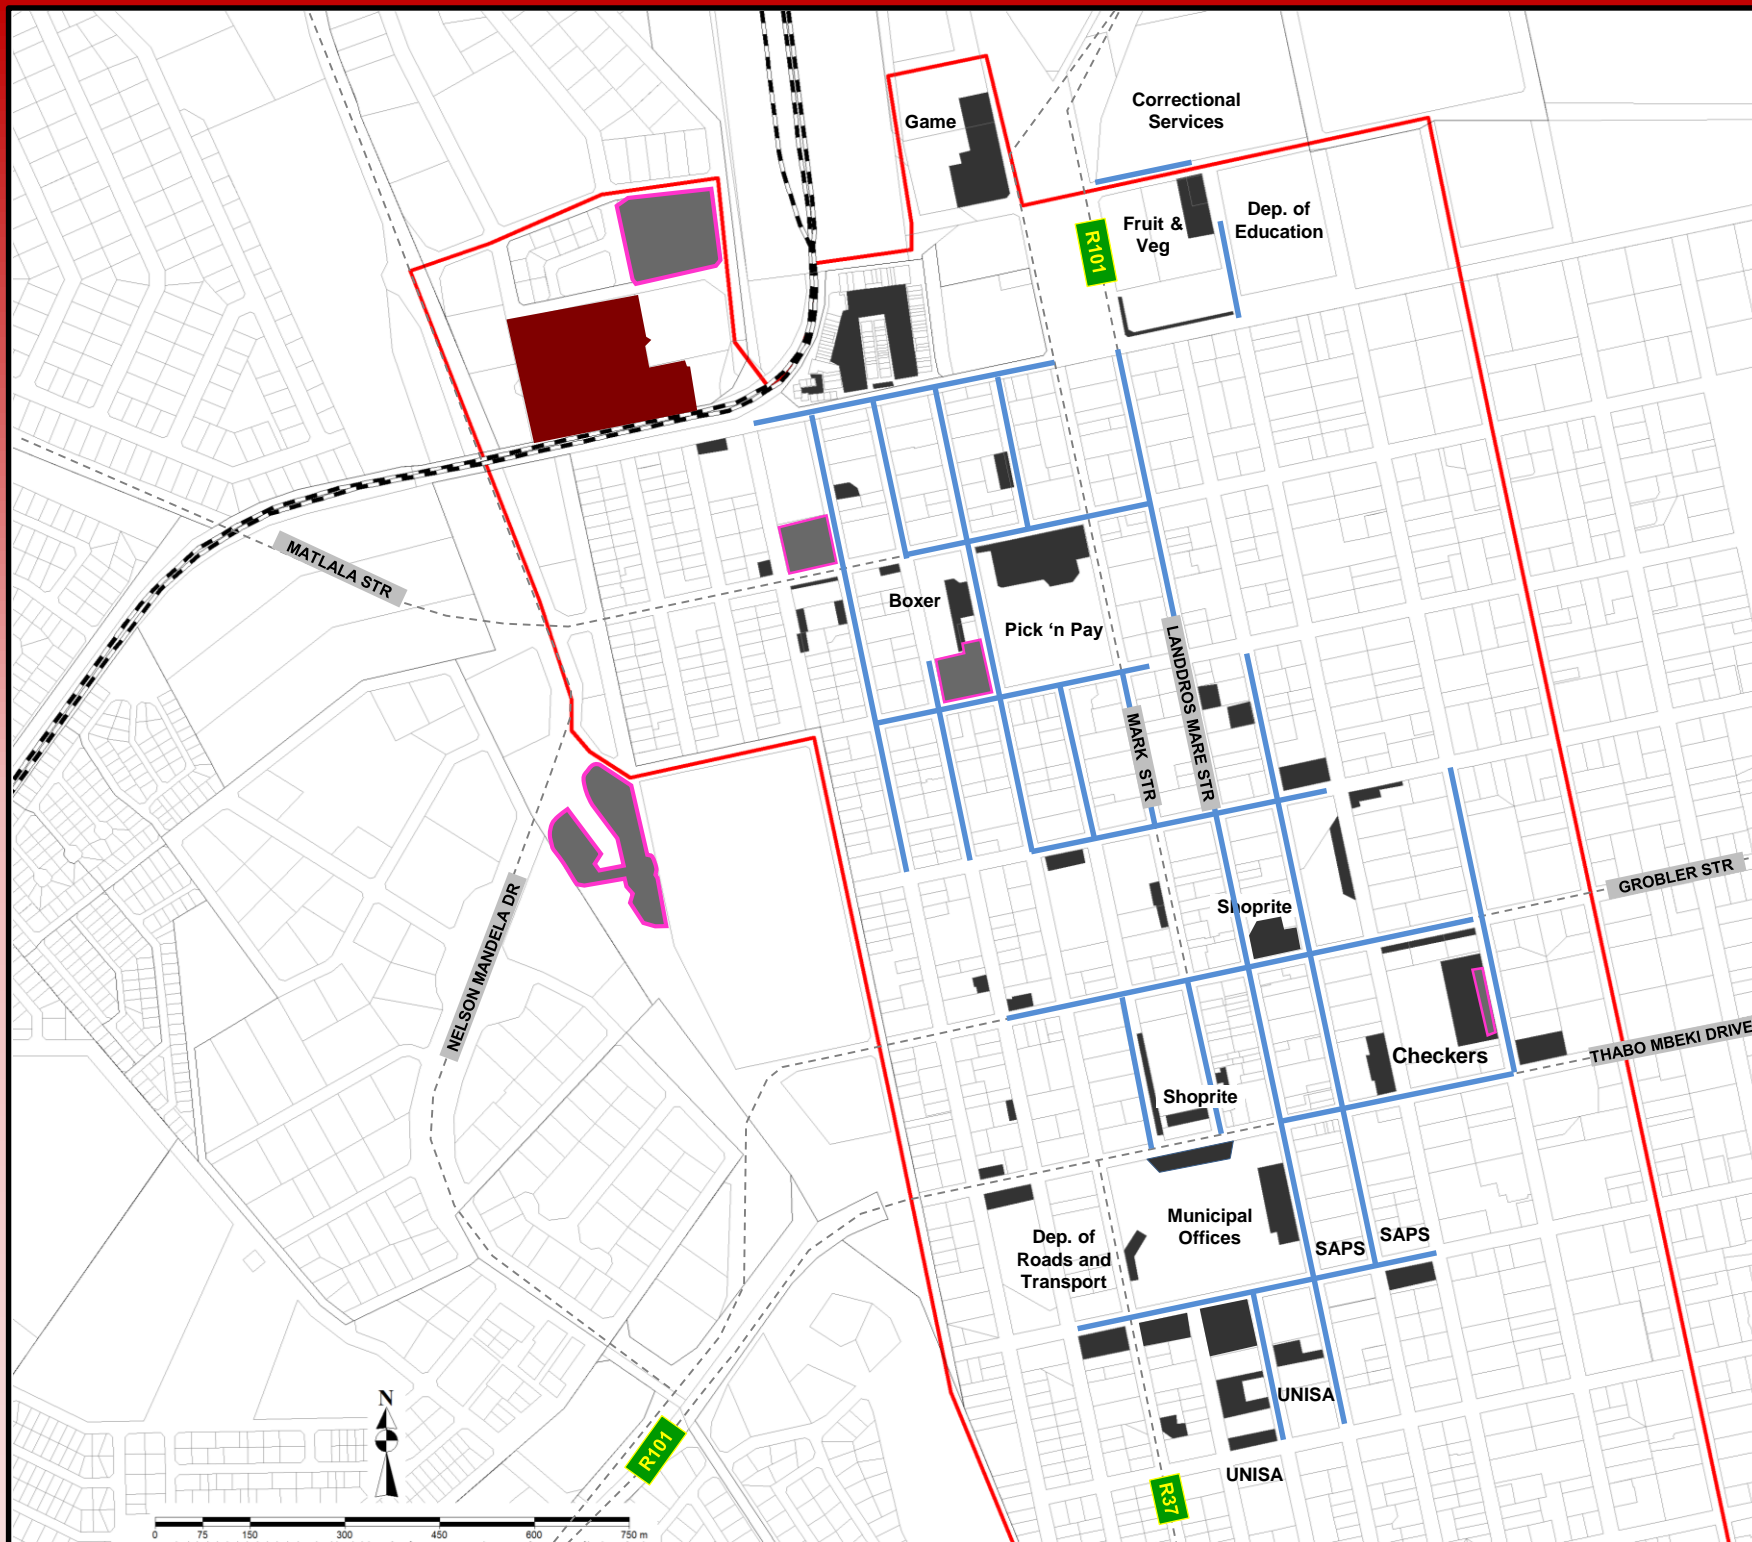 Correctional
Services
Game
Fruit &
Veg
Dep. of
Education
R101
MATLALA STR
Boxer
Pick ‘n Pay
LANDDROS MARE STR
MARK STR
GROBLER STR
NELSON MANDELA DR
Shoprite
THABO MBEKI DRIVE
Checkers
Shoprite
Municipal
Offices
Dep. of
Roads and
Transport
SAPS
SAPS
UNISA
UNISA
N
R101
R37
0 75 150 300 450 600 750 m